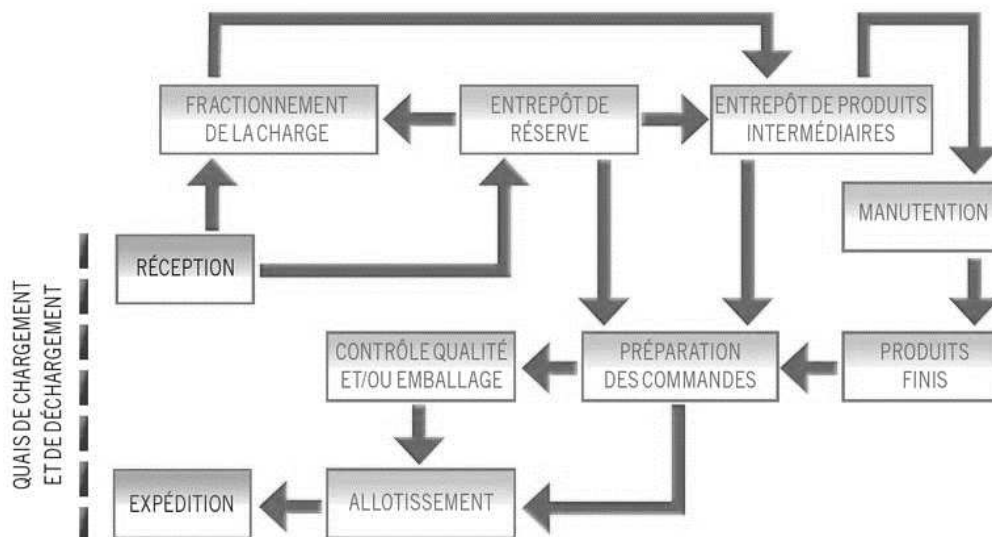 FRACTIONNEMENT
DE LA CHARGE
ENTREPÔT DE
RÉSERVE
ENTREPÔT DE PRODUITS
INTERMÉDIAIRES
MANUTENTION
RÉCEPTION
QUAIS DE CHARGEMENT
ET DE DÉCHARGEMENT
CONTRÔLE QUALITÉ
ET/OU EMBALLAGE
PRÉPARATION
DES COMMANDES
PRODUITS
FINIS
EXPÉDITION
ALLOTISSEMENT